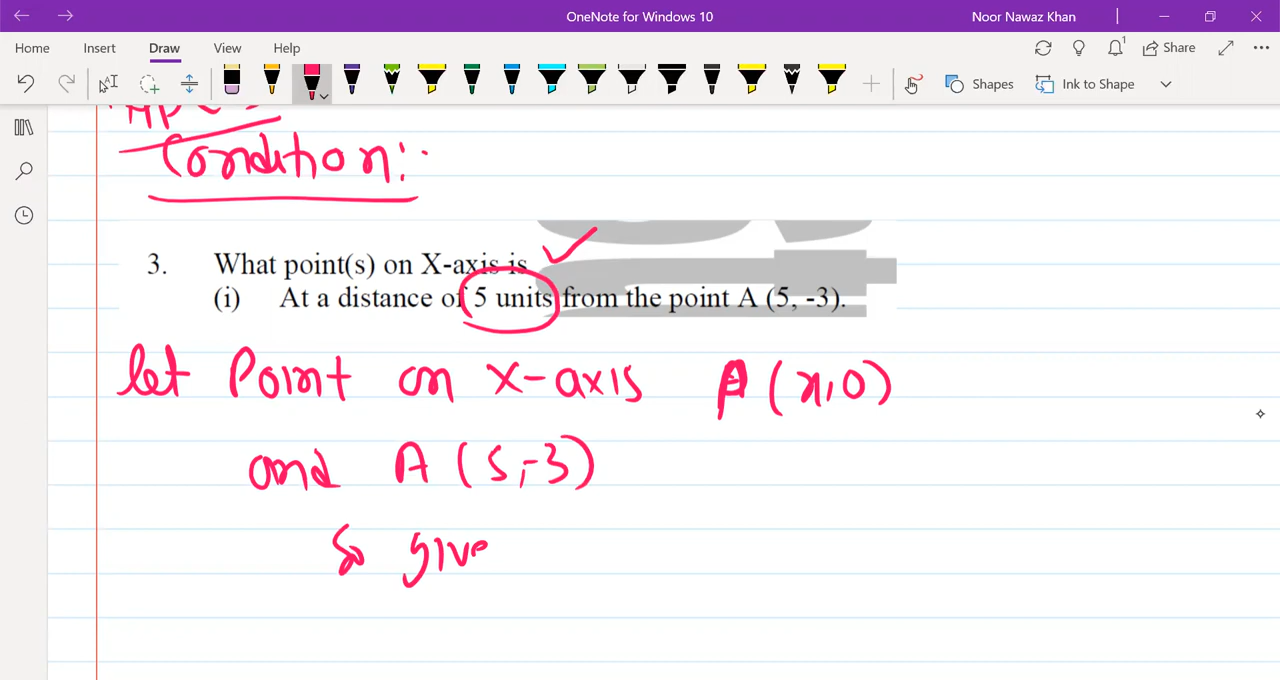 OneNote for Windows 10
Noor Nawaz Khan
Home Insert Draw View Help
1
Share
Shapes
Ink to Shape
Condition:
3. What point(s) on X-axis is
(i) At a distance of 5 units from the point A (5, -3).
let Point on x-axis P(x,0)
and A (5,-3)
So give